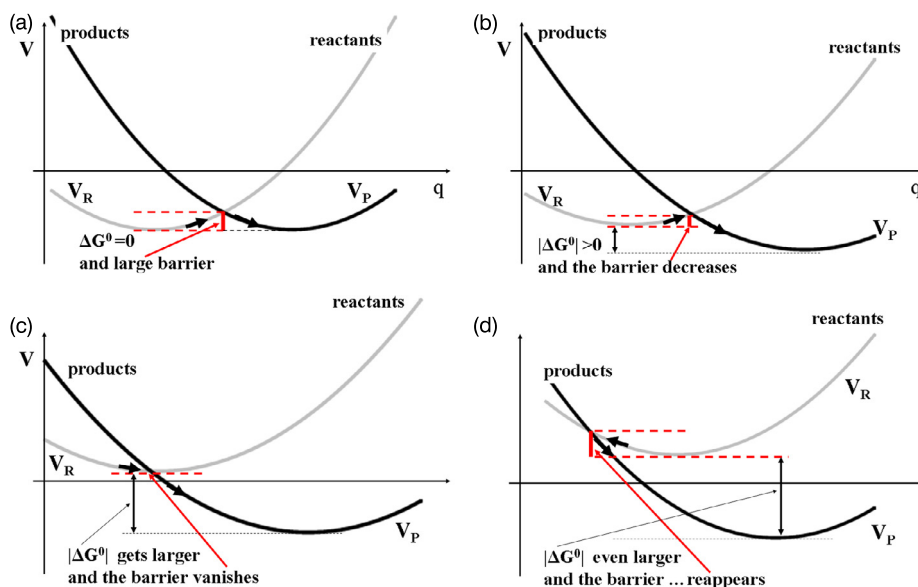 (a)
products
V
reactants
V_R
V_P
q
ΔG⁰=0
and large barrier
(b)
products
V
reactants
V_R
q
V_P
|ΔG⁰|>0
and the barrier decreases
(c)
reactants
V
products
V_R
V_P
|ΔG⁰| gets larger
and the barrier vanishes
(d)
reactants
V
products
V_R
q
V_P
|ΔG⁰| even larger
and the barrier ... reappears